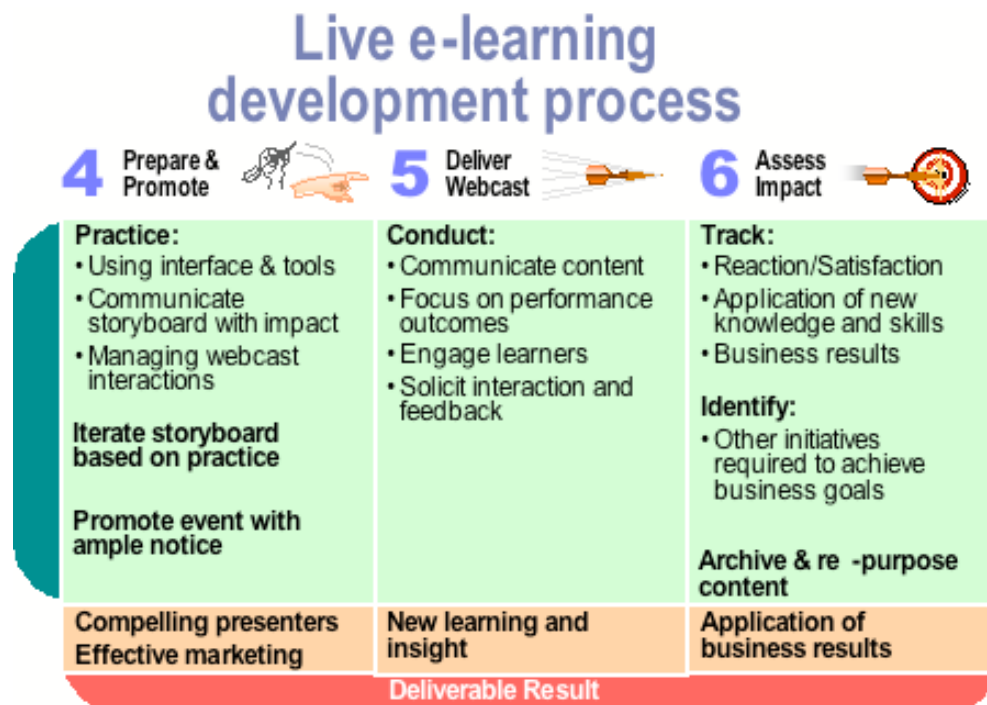 Live e-learning
development process
4 Prepare &
Promote
5 Deliver
Webcast
6 Assess
Impact
Practice:
• Using interface & tools
• Communicate
storyboard with impact
• Managing webcast
interactions
Iterate storyboard
based on practice
Promote event with
ample notice
Conduct:
• Communicate content
• Focus on performance
outcomes
• Engage learners
• Solicit interaction and
feedback
Track:
• Reaction/Satisfaction
• Application of new
knowledge and skills
• Business results
Identify:
• Other initiatives
required to achieve
business goals
Archive & re -purpose
content
Compelling presenters
Effective marketing
New learning and
insight
Application of
business results
Deliverable Result